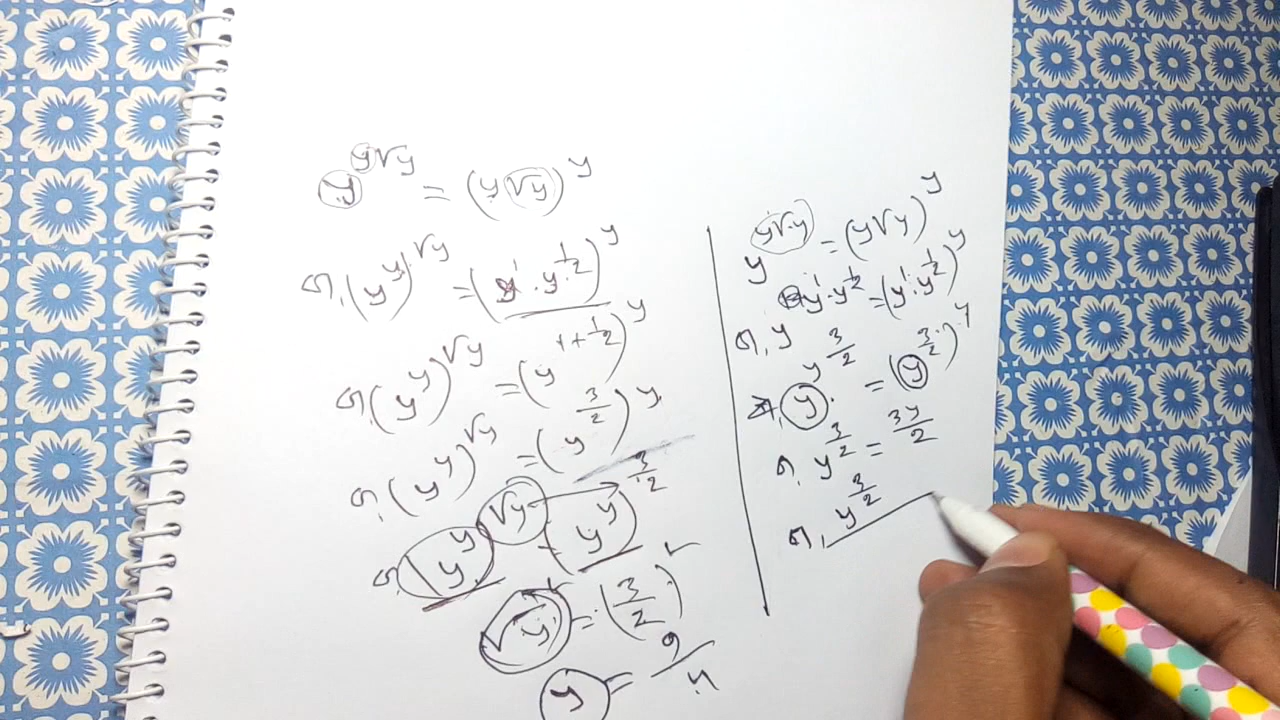 y^(y√y) = (y√y)^y
বা, (y^y)^√y = (y^1 · y^(1/2))^y
বা, (y^y)^√y = (y^(1+1/2))^y
বা, (y^y)^√y = (y^(3/2))^y
বা, (y^y)^√y = (y^y)^(3/2)
√y = (3/2)
y = 9/4
y^(y√y) = (y√y)^y
বা, y^(y^1·y^(1/2)) = (y^1·y^(1/2))^y
বা, y^(y^(3/2)) = (y^(3/2))^y
বা, y^(3/2) = 3y/2
বা, y^(3/2)